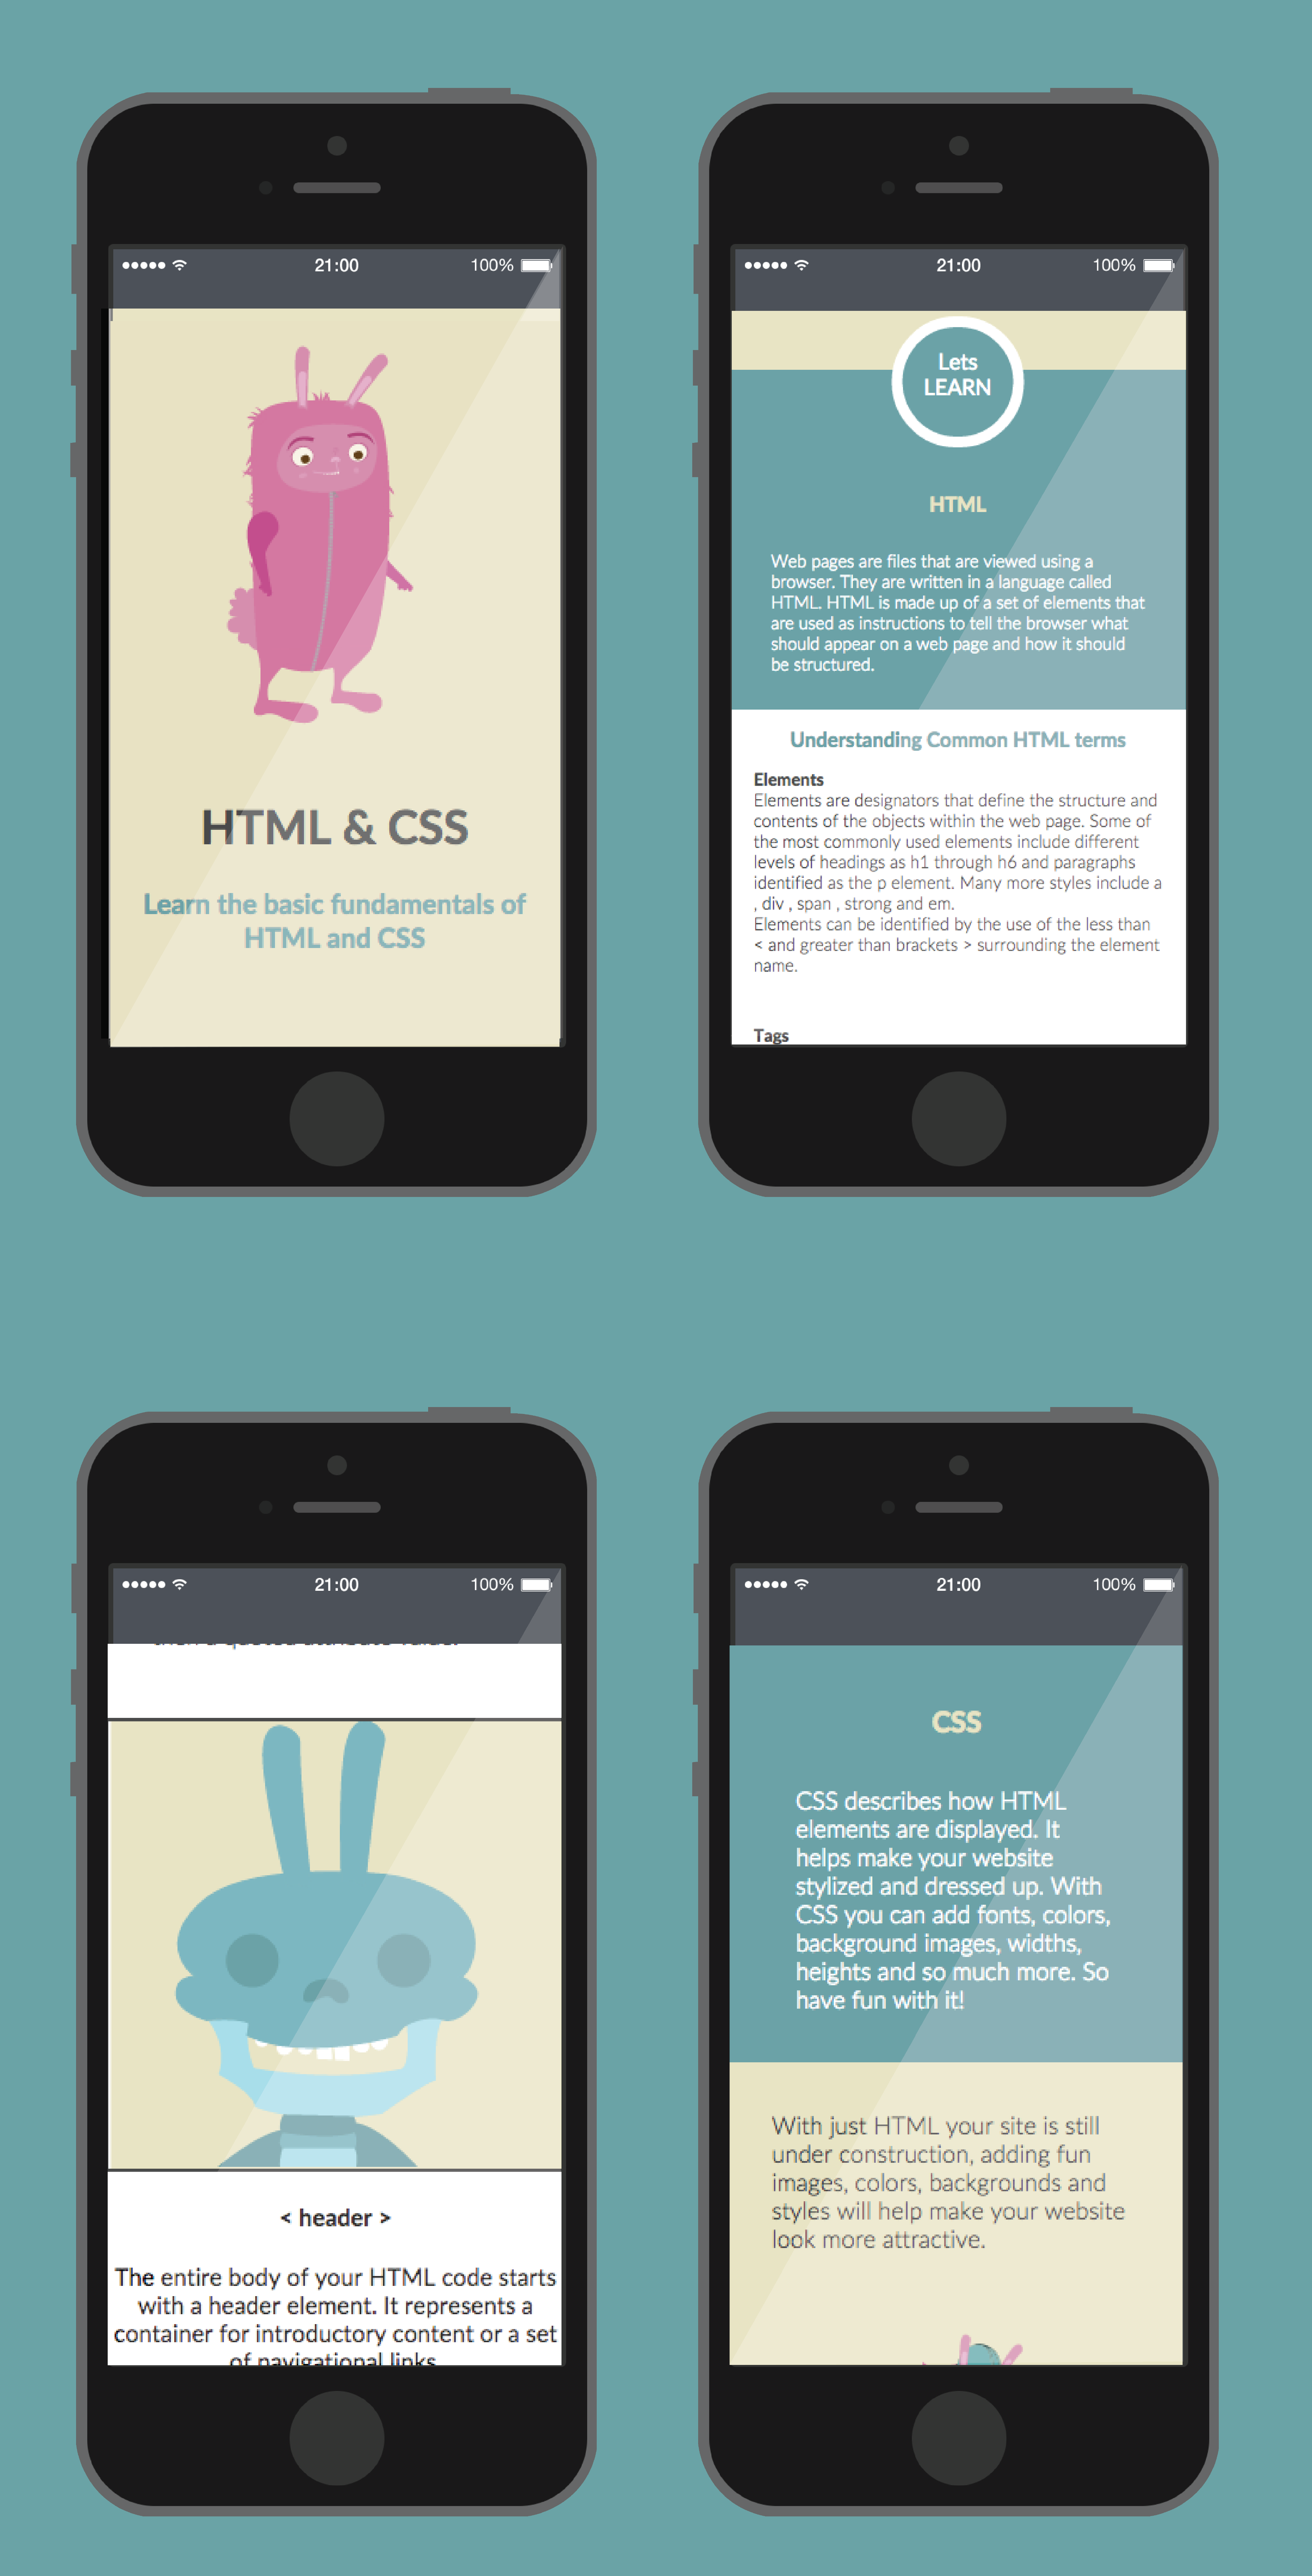 21:00
100%
HTML & CSS
Learn the basic fundamentals of
HTML and CSS
21:00
100%
Lets
LEARN
HTML
Web pages are files that are viewed using a
browser. They are written in a language called
HTML. HTML is made up of a set of elements that
are used as instructions to tell the browser what
should appear on a web page and how it should
be structured.
Understanding Common HTML terms
Elements
Elements are designators that define the structure and
contents of the objects within the web page. Some of
the most commonly used elements include different
levels of headings as h1 through h6 and paragraphs
identified as the p element. Many more styles include a
, div , span , strong and em.
Elements can be identified by the use of the less than
< and greater than brackets > surrounding the element
name.
Tags
21:00
100%
< header >
The entire body of your HTML code starts
with a header element. It represents a
container for introductory content or a set
of navigational links
21:00
100%
CSS
CSS describes how HTML
elements are displayed. It
helps make your website
stylized and dressed up. With
CSS you can add fonts, colors,
background images, widths,
heights and so much more. So
have fun with it!
With just HTML your site is still
under construction, adding fun
images, colors, backgrounds and
styles will help make your website
look more attractive.